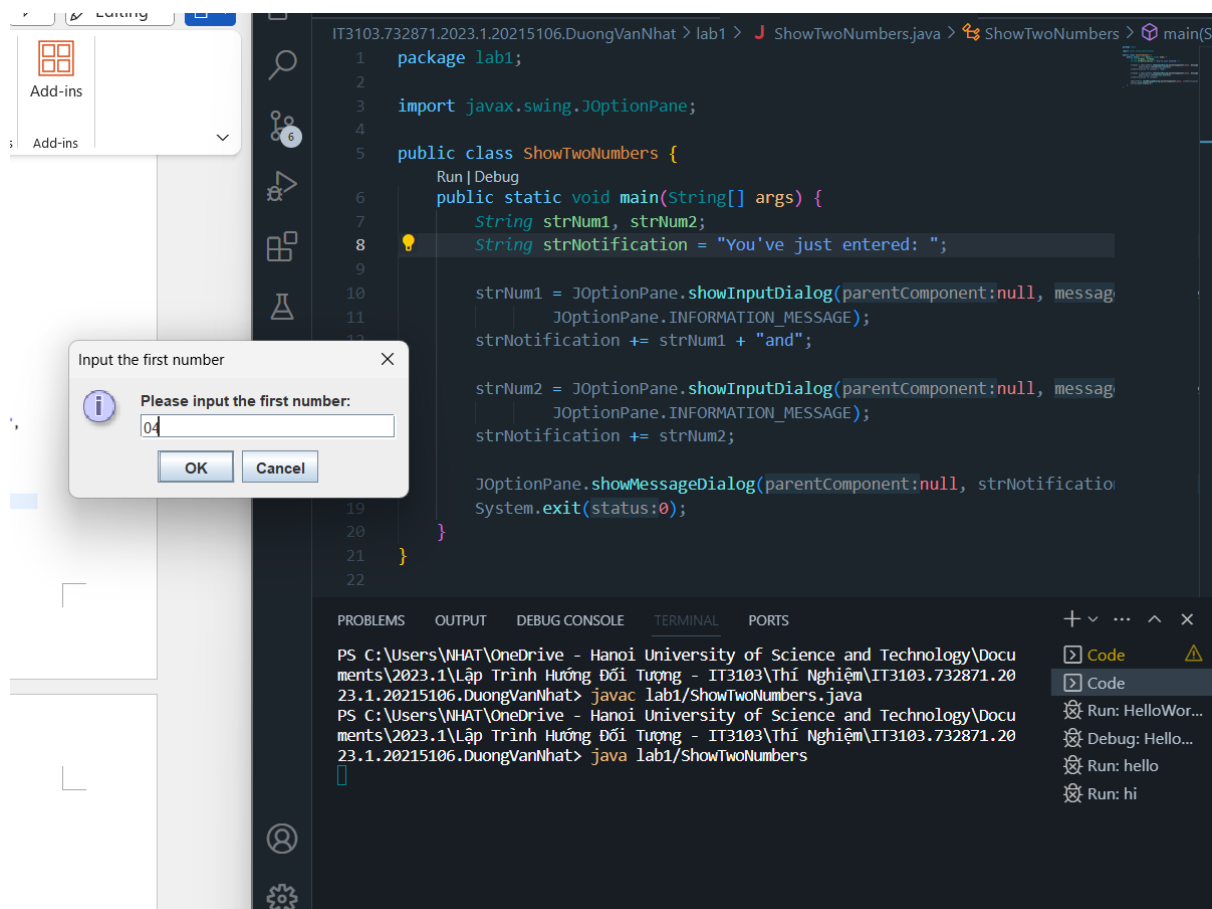 Editing
Add-ins
Add-ins
IT3103.732871.2023.1.20215106.DuongVanNhat > lab1 > J ShowTwoNumbers.java > ShowTwoNumbers > main(S
1 package lab1;
2
3 import javax.swing.JOptionPane;
4
5 public class ShowTwoNumbers {
Run | Debug
6 public static void main(String[] args) {
7 String strNum1, strNum2;
8 String strNotification = "You've just entered: ";
9
10 strNum1 = JOptionPane.showInputDialog(parentComponent:null, messag
11 JOptionPane.INFORMATION_MESSAGE);
strNotification += strNum1 + "and";
strNum2 = JOptionPane.showInputDialog(parentComponent:null, messag
JOptionPane.INFORMATION_MESSAGE);
strNotification += strNum2;
JOptionPane.showMessageDialog(parentComponent:null, strNotificatio
19 System.exit(status:0);
20 }
21 }
22
Input the first number
Please input the first number:
04
OK Cancel
6
PROBLEMS OUTPUT DEBUG CONSOLE TERMINAL PORTS
PS C:\Users\NHAT\OneDrive - Hanoi University of Science and Technology\Docu
ments\2023.1\Lập Trình Hướng Đối Tượng - IT3103\Thí Nghiệm\IT3103.732871.20
23.1.20215106.DuongVanNhat> javac lab1/ShowTwoNumbers.java
PS C:\Users\NHAT\OneDrive - Hanoi University of Science and Technology\Docu
ments\2023.1\Lập Trình Hướng Đối Tượng - IT3103\Thí Nghiệm\IT3103.732871.20
23.1.20215106.DuongVanNhat> java lab1/ShowTwoNumbers
Code
Code
Run: HelloWor...
Debug: Hello...
Run: hello
Run: hi